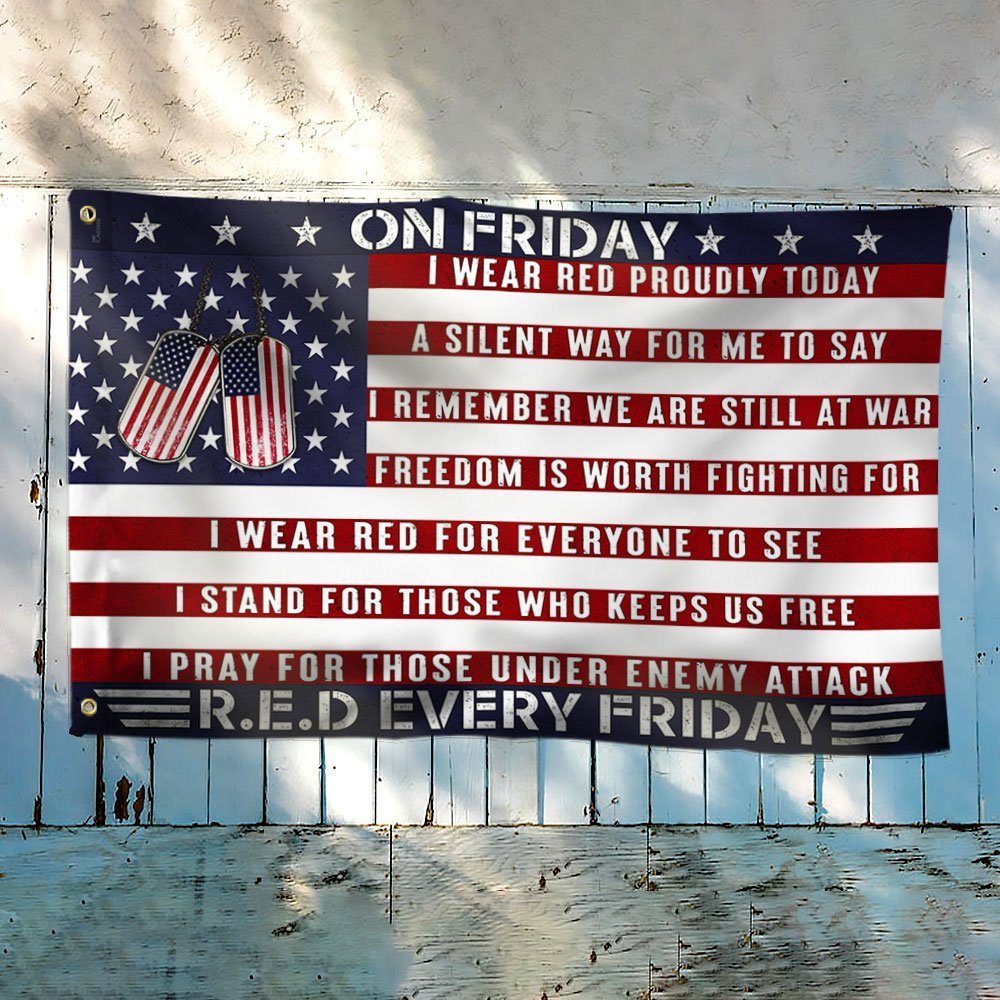 ON FRIDAY
I WEAR RED PROUDLY TODAY
A SILENT WAY FOR ME TO SAY
I REMEMBER WE ARE STILL AT WAR
FREEDOM IS WORTH FIGHTING FOR
I WEAR RED FOR EVERYONE TO SEE
I STAND FOR THOSE WHO KEEPS US FREE
I PRAY FOR THOSE UNDER ENEMY ATTACK
R.E.D EVERY FRIDAY